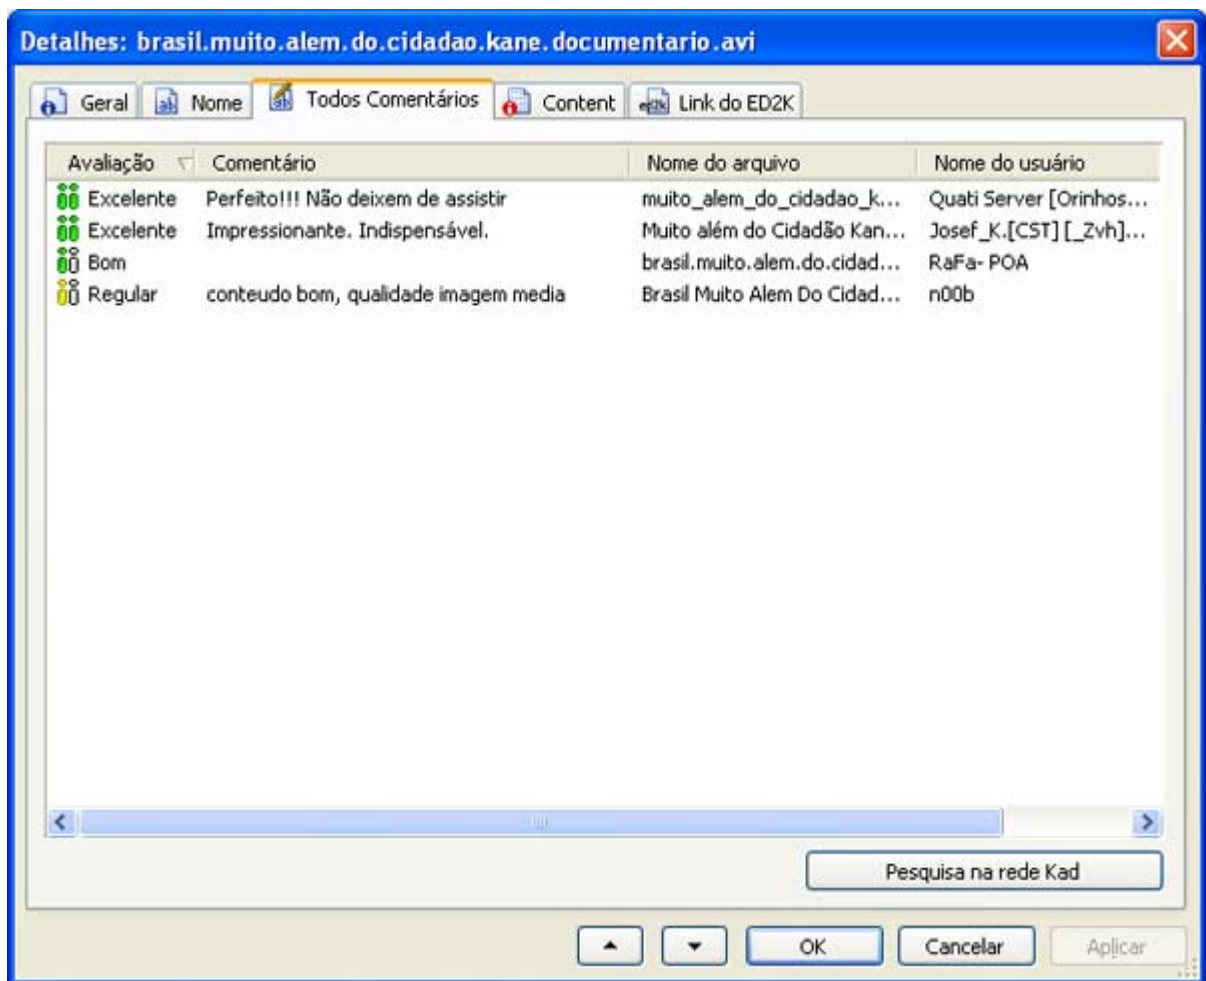 Detalhes: brasil.muito.alem.do.cidadao.kane.documentario.avi
Geral Nome Todos Comentários Content Link do ED2K
Avaliação Comentário Nome do arquivo Nome do usuário
Excelente Perfeito!!! Não deixem de assistir muito_alem_do_cidadao_k... Quati Server [Orinhos...
Excelente Impressionante. Indispensável. Muito além do Cidadão Kan... Josef_K.[CST] [_Zvh]...
Bom brasil.muito.alem.do.cidad... RaFa- POA
Regular conteudo bom, qualidade imagem media Brasil Muito Alem Do Cidad... n00b
Pesquisa na rede Kad
OK Cancelar Aplicar